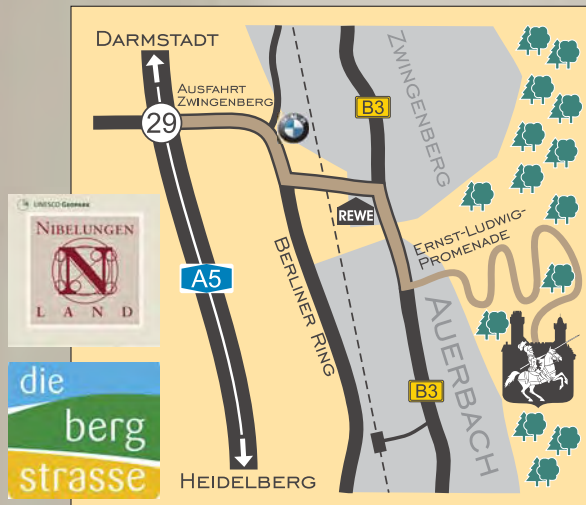 DARMSTADT
AUSFAHRT
ZWINGENBERG
29
B3
ZWINGENBERG
REWE
ERNST-LUDWIG-
PROMENADE
UNESCO GEOPARK
NIBELUNGEN
N
LAND
A5
BERLINER RING
AUERBACH
B3
die
berg
strasse
HEIDELBERG